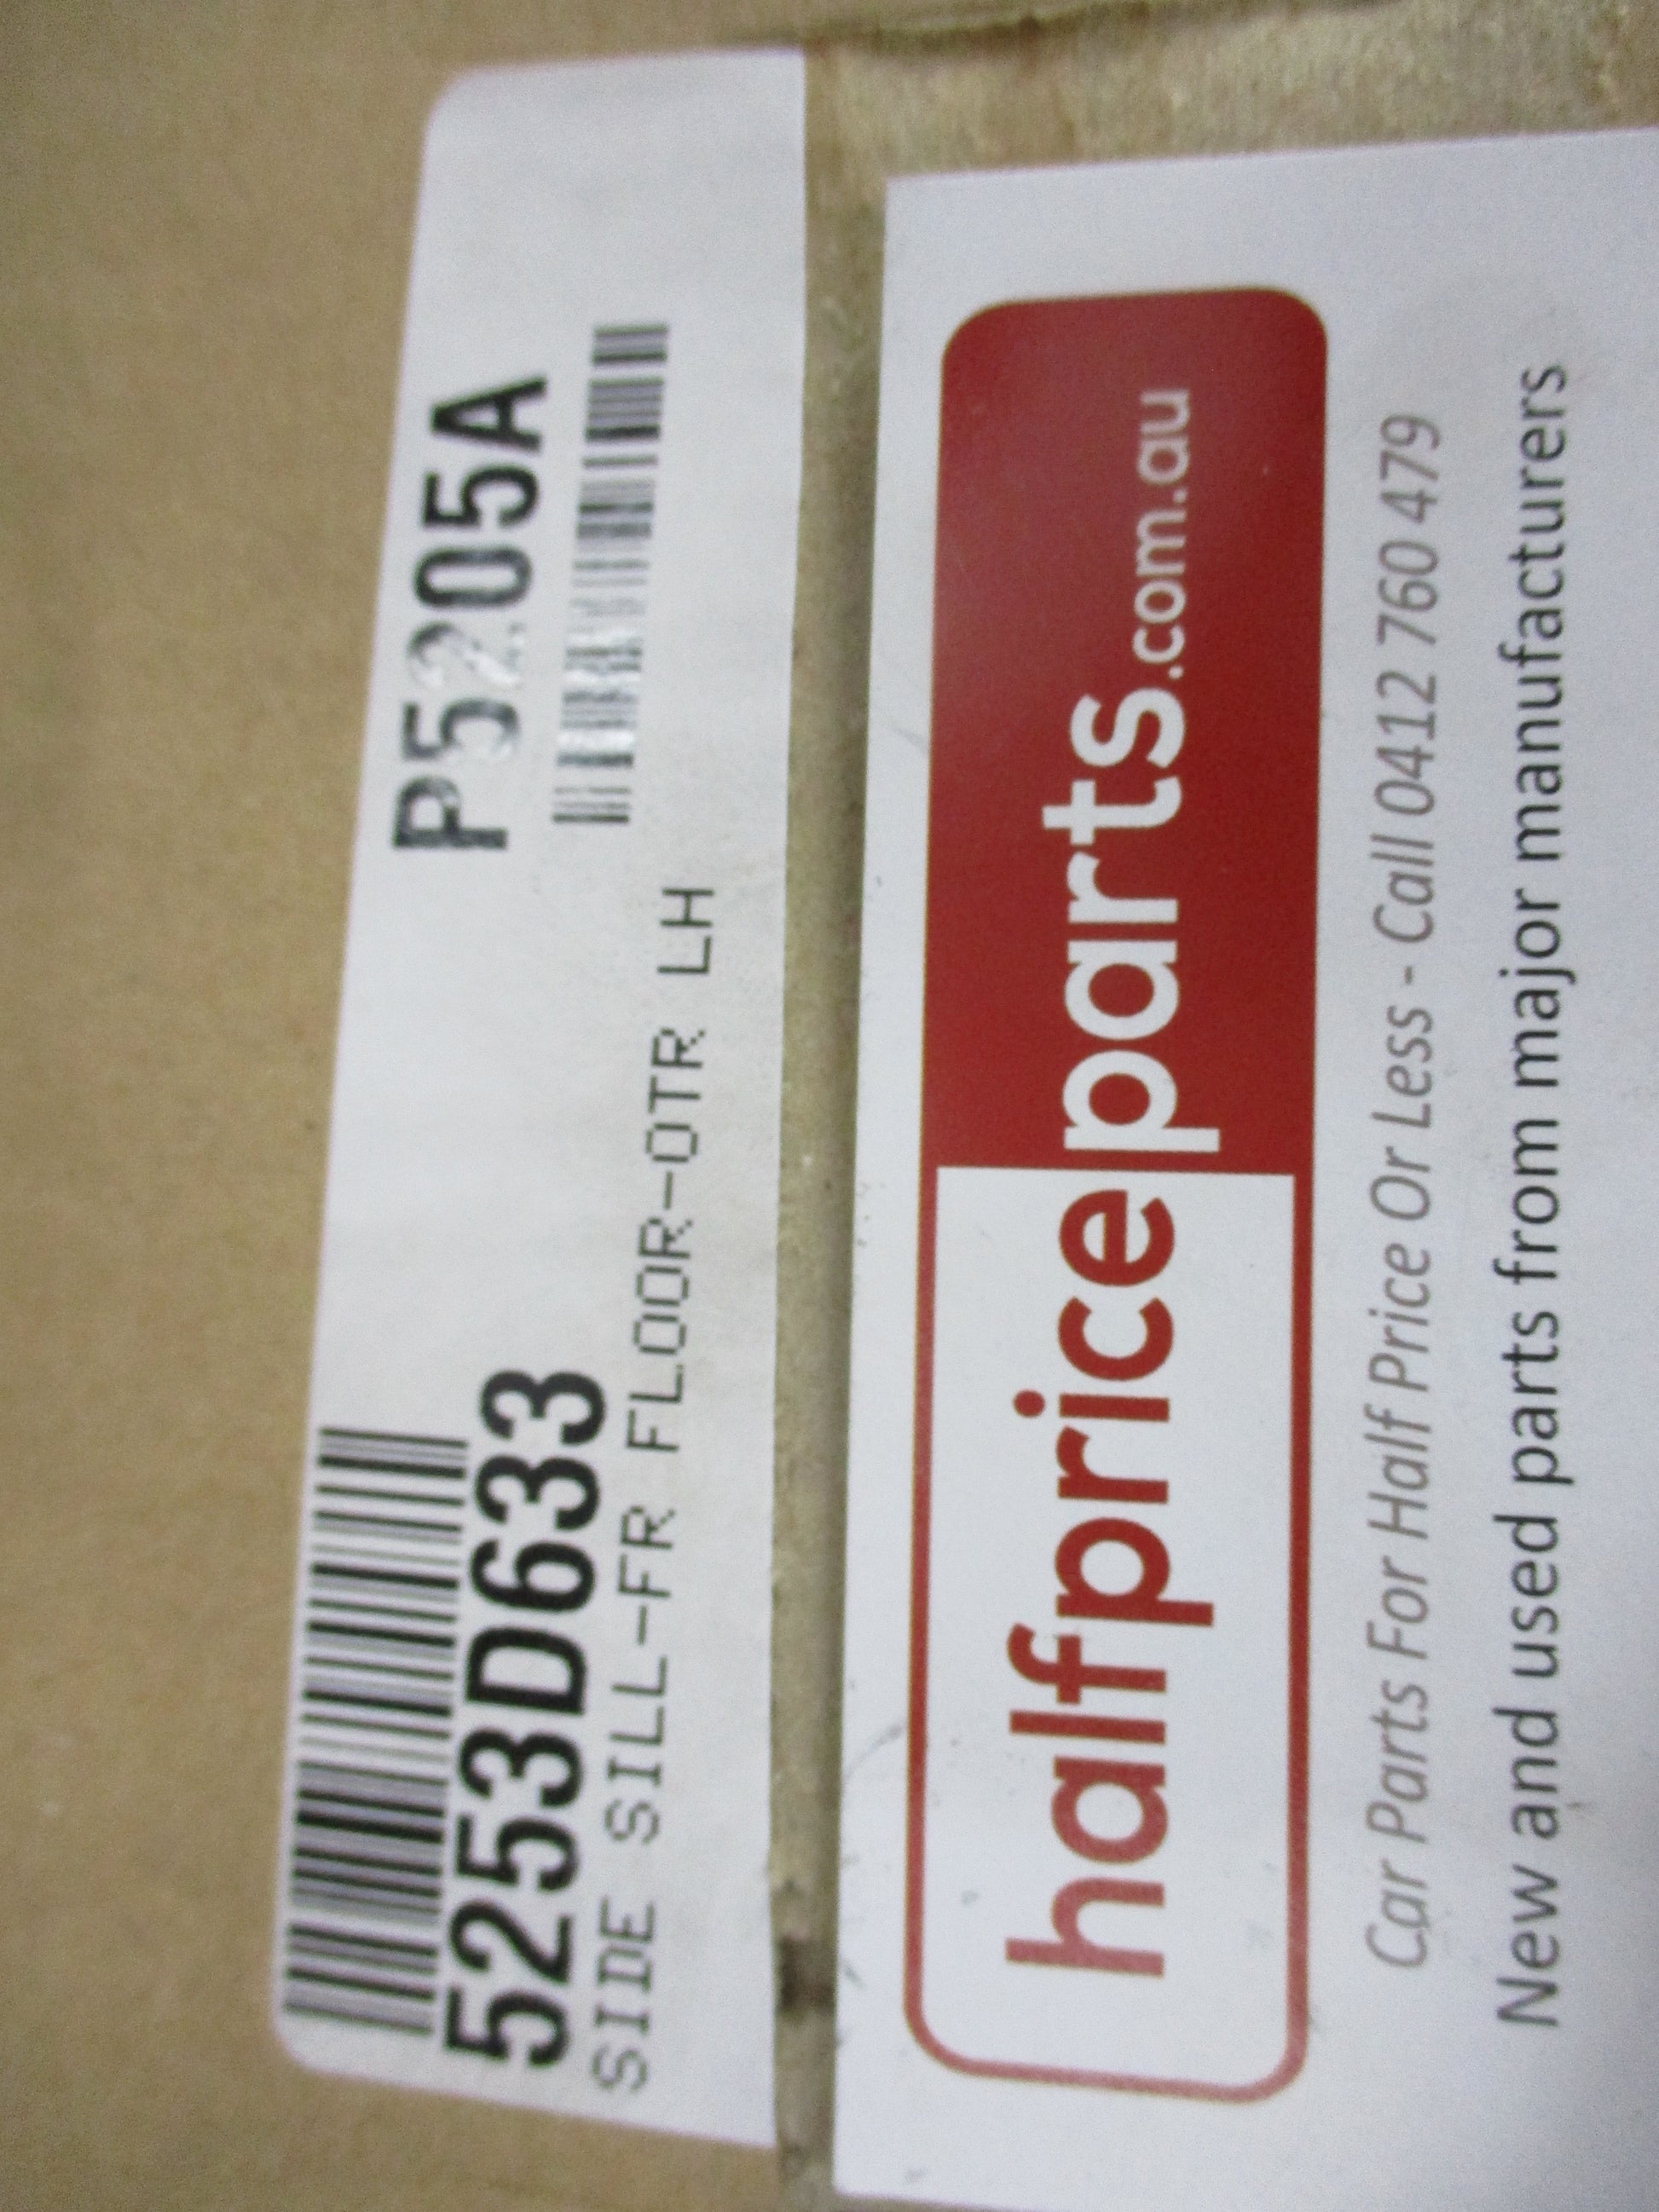 P5205A
5253D633
SIDE SILL-FR FLOOR-OTR LH
halfpriceparts.com.au
Car Parts For Half Price Or Less - Call 0412 760 479
New and used parts from major manufacturers